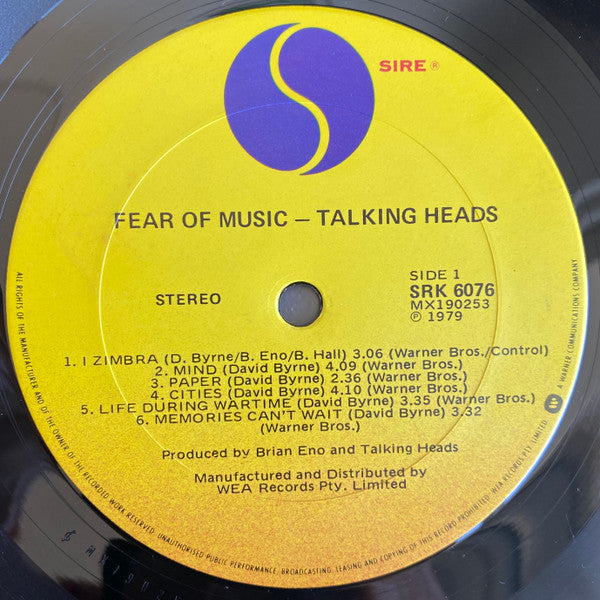 SIRE ®
FEAR OF MUSIC — TALKING HEADS
STEREO
SIDE 1
SRK 6076
MX190253
℗ 1979
1. I ZIMBRA (D. Byrne/B. Eno/B. Hall) 3.06 (Warner Bros./Control)
2. MIND (David Byrne) 4.09 (Warner Bros.)
3. PAPER (David Byrne) 2.36 (Warner Bros.)
4. CITIES (David Byrne) 4.10 (Warner Bros.)
5. LIFE DURING WARTIME (David Byrne) 3.35 (Warner Bros.)
6. MEMORIES CAN'T WAIT (David Byrne) 3.32
(Warner Bros.)
Produced by Brian Eno and Talking Heads
Manufactured and Distributed by
WEA Records Pty. Limited
ALL RIGHTS OF THE MANUFACTURER AND OF THE OWNER OF THE RECORDED WORK RESERVED. UNAUTHORISED PUBLIC PERFORMANCE, BROADCASTING, LEASING AND COPYING OF THIS RECORD PROHIBITED. WEA RECORDS PTY. LIMITED
A WARNER COMMUNICATIONS COMPANY